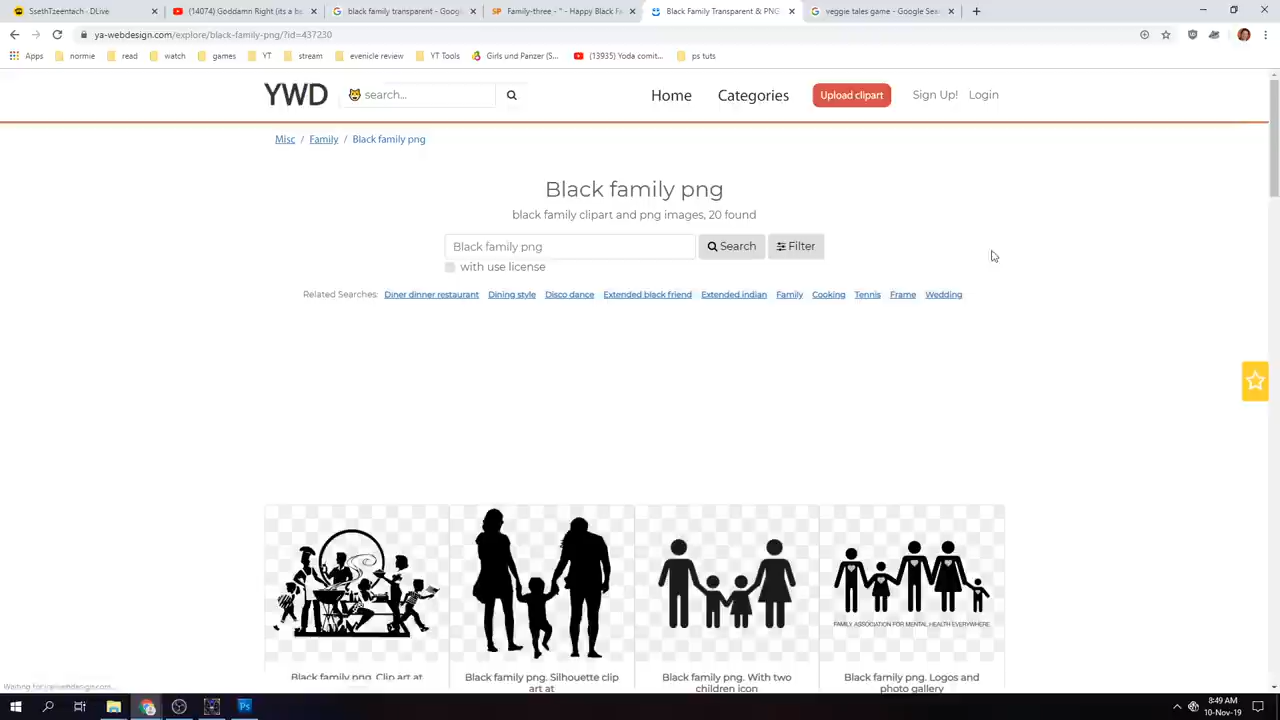 SsethTzeentach - DLive
(14074) Goddamn Right (its a b
black family transparent - Google
Family-three - " - Happy Black Fa
Black Family Transparent & PNG
veggie tales game - Google Sea
ya-webdesign.com/explore/black-family-png/?id=437230
Apps normie read watch games YT stream evenicle review YT Tools Girls und Panzer (S... (13935) Yoda comit... ps tuts
YWD search... Home Categories Upload clipart Sign Up! Login
Misc / Family / Black family png
Black family png
black family clipart and png images, 20 found
Black family png Search Filter
with use license
Related Searches: Diner dinner restaurant Dining style Disco dance Extended black friend Extended indian Family Cooking Tennis Frame Wedding
FAMILY ASSOCIATION FOR MENTAL HEALTH EVERYWHERE
Black family png. Clip art at
Black family png. Silhouette clip
art at
Black family png. With two
children icon
Black family png. Logos and
photo gallery
8:49 AM
10-Nov-19